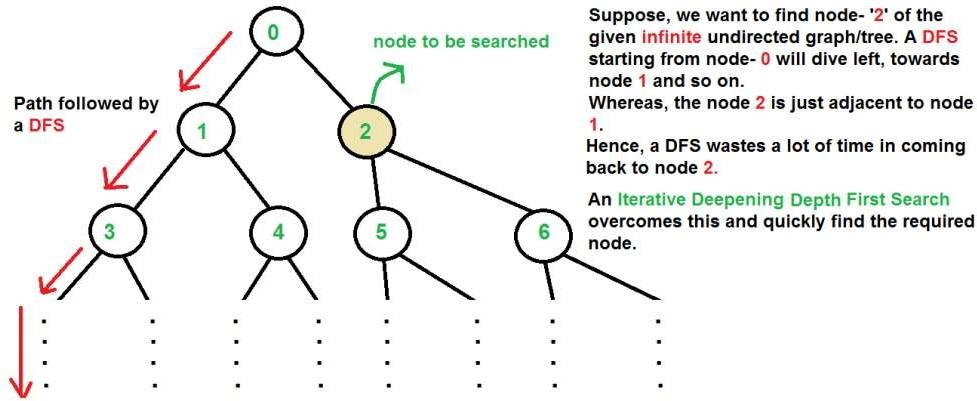 0
node to be searched
Path followed by
a DFS
1
2
3
4
5
6
Suppose, we want to find node- '2' of the
given infinite undirected graph/tree. A DFS
starting from node- 0 will dive left, towards
node 1 and so on.
Whereas, the node 2 is just adjacent to node
1.
Hence, a DFS wastes a lot of time in coming
back to node 2.
An Iterative Deepening Depth First Search
overcomes this and quickly find the required
node.